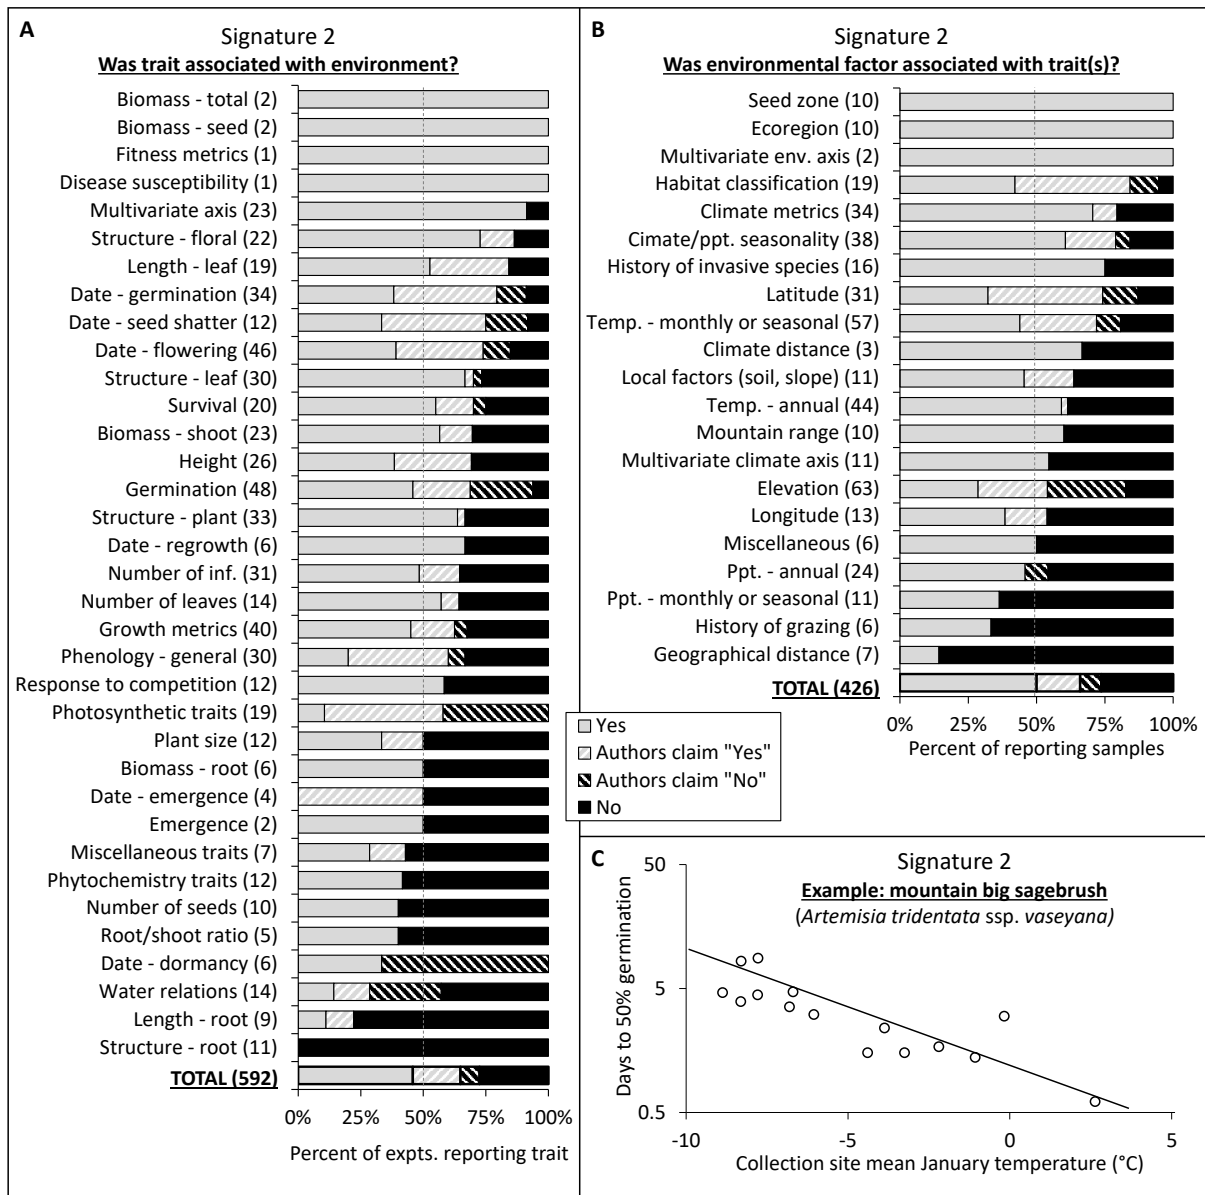 A
Signature 2
Was trait associated with environment?
Biomass - total (2)
Biomass - seed (2)
Fitness metrics (1)
Disease susceptibility (1)
Multivariate axis (23)
Structure - floral (22)
Length - leaf (19)
Date - germination (34)
Date - seed shatter (12)
Date - flowering (46)
Structure - leaf (30)
Survival (20)
Biomass - shoot (23)
Height (26)
Germination (48)
Structure - plant (33)
Date - regrowth (6)
Number of inf. (31)
Number of leaves (14)
Growth metrics (40)
Phenology - general (30)
Response to competition (12)
Photosynthetic traits (19)
Plant size (12)
Biomass - root (6)
Date - emergence (4)
Emergence (2)
Miscellaneous traits (7)
Phytochemistry traits (12)
Number of seeds (10)
Root/shoot ratio (5)
Date - dormancy (6)
Water relations (14)
Length - root (9)
Structure - root (11)
TOTAL (592)
0% 25% 50% 75% 100%
Percent of expts. reporting trait
B
Signature 2
Was environmental factor associated with trait(s)?
Seed zone (10)
Ecoregion (10)
Multivariate env. axis (2)
Habitat classification (19)
Climate metrics (34)
Cimate/ppt. seasonality (38)
History of invasive species (16)
Latitude (31)
Temp. - monthly or seasonal (57)
Climate distance (3)
Local factors (soil, slope) (11)
Temp. - annual (44)
Mountain range (10)
Multivariate climate axis (11)
Elevation (63)
Longitude (13)
Miscellaneous (6)
Ppt. - annual (24)
Ppt. - monthly or seasonal (11)
History of grazing (6)
Geographical distance (7)
TOTAL (426)
0% 25% 50% 75% 100%
Percent of reporting samples
Yes
Authors claim "Yes"
Authors claim "No"
No
C
Signature 2
Example: mountain big sagebrush
(Artemisia tridentata ssp. vaseyana)
Days to 50% germination
50
5
0.5
-10 -5 0 5
Collection site mean January temperature (°C)